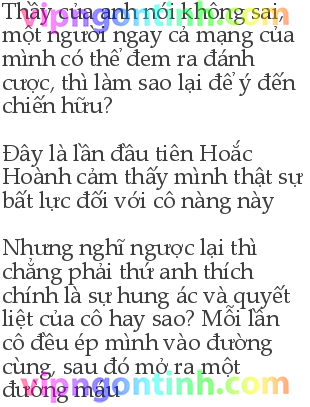 Thầy của anh nói không sai,
vipngontinh.com
một người ngay cả mạng của
mình có thể đem ra đánh
cược, thì làm sao lại để ý đến
chiến hữu?
Đây là lần đầu tiên Hoắc
Hoành cảm thấy mình thật sự
bất lực đối với cô nàng này
Nhưng nghĩ ngược lại thì
chẳng phải thứ anh thích
chính là sự hung ác và quyết
liệt của cô hay sao? Mỗi lần
cô đều ép mình vào đường
cùng, sau đó mở ra một
vipngontinh.com
đường máu